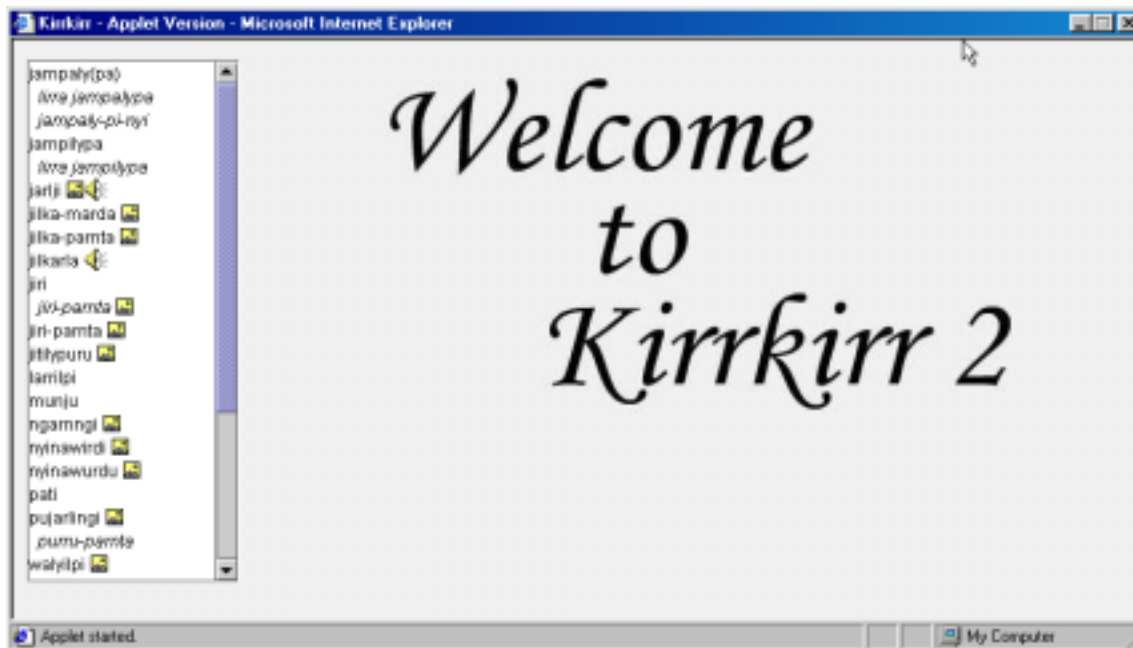 Kirrkirr - Applet Version - Microsoft Internet Explorer
jampaly(pa)
lirra jampalypa
jampaly-pi-nyi
jampilypa
lirra jampilypa
jarlji
jilka-marda
jilka-parnta
jilkarla
jiri
jiri-parnta
jiri-parnta
jitilypuru
larrilpi
munju
ngarnngi
nyinawirdi
nyinawurdu
pati
pujarlingi
purru-parnta
walyilpi
Welcome
to
Kirrkirr 2
Applet started.
My Computer